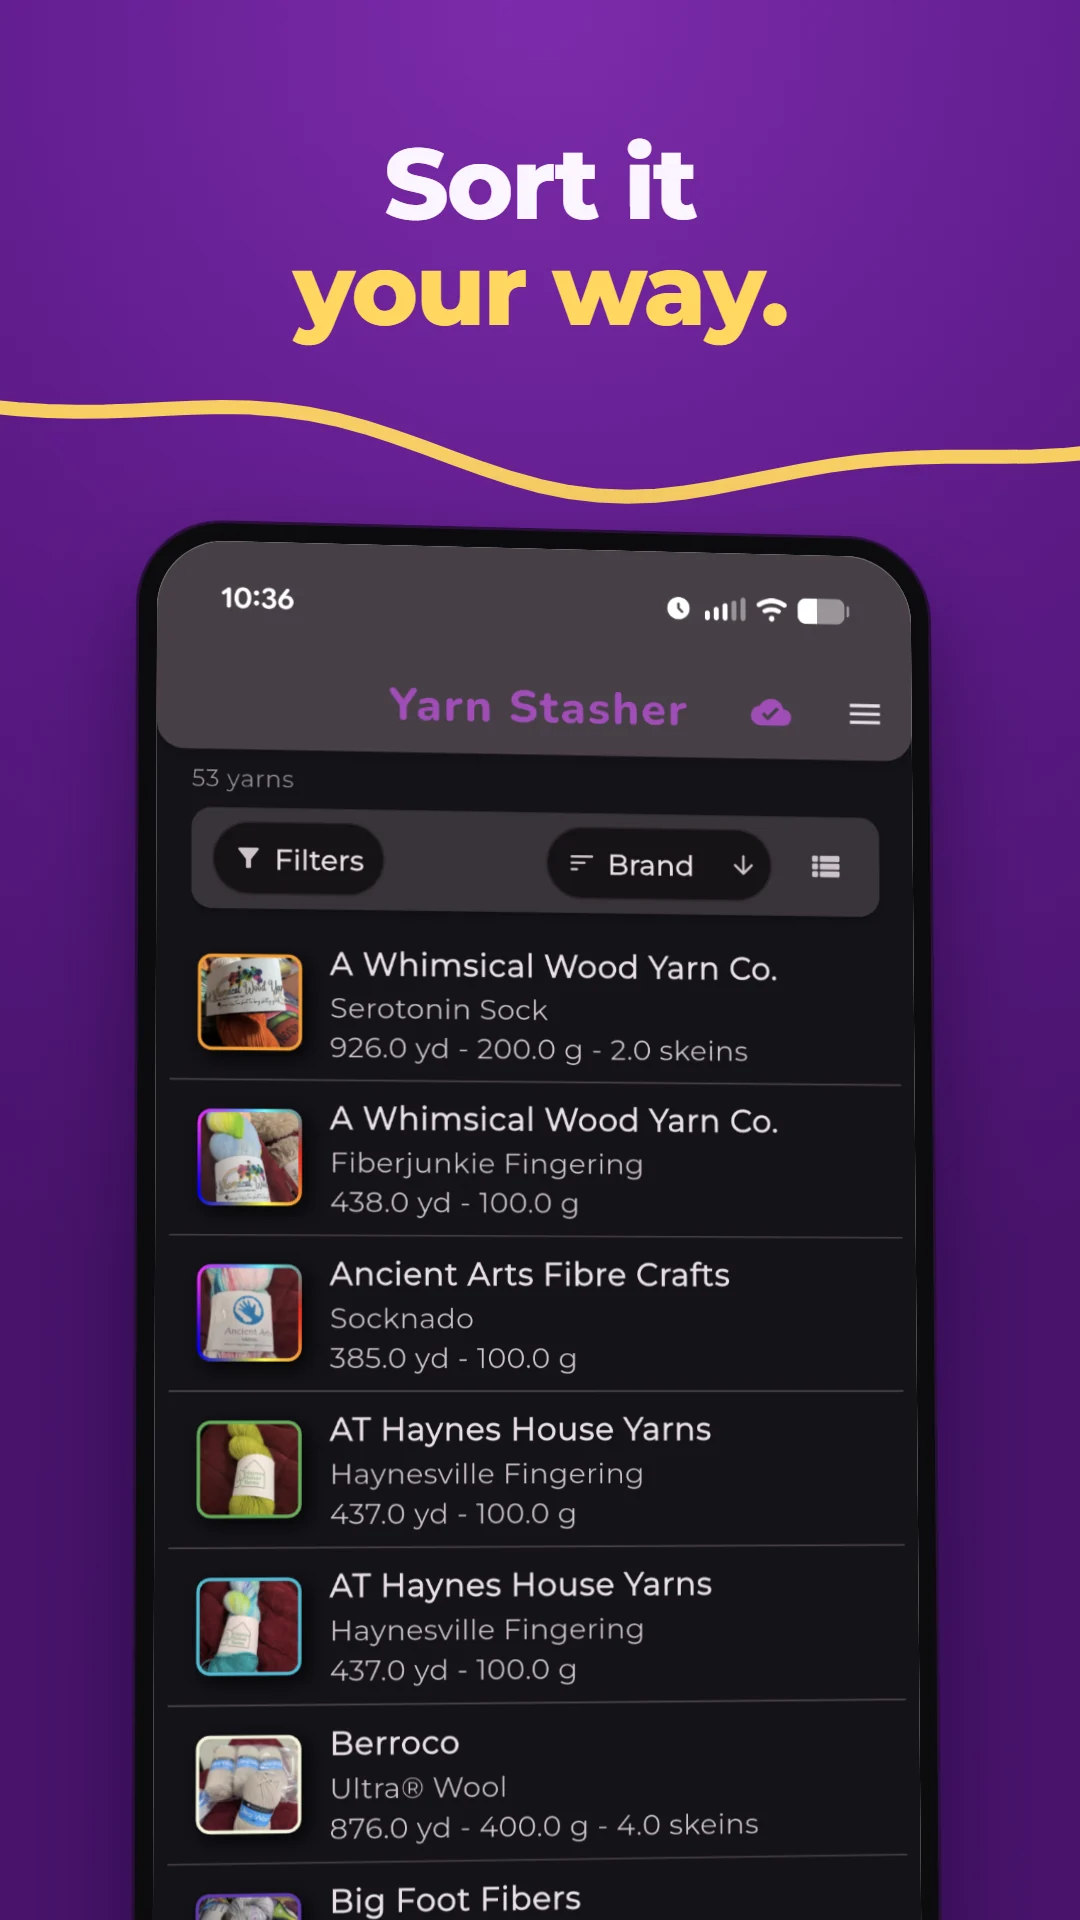 Sort it
your way.
10:36
Yarn Stasher
53 yarns
Filters
Brand
A Whimsical Wood Yarn Co.
Serotonin Sock
926.0 yd - 200.0 g - 2.0 skeins
A Whimsical Wood Yarn Co.
Fiberjunkie Fingering
438.0 yd - 100.0 g
Ancient Arts Fibre Crafts
Socknado
385.0 yd - 100.0 g
AT Haynes House Yarns
Haynesville Fingering
437.0 yd - 100.0 g
AT Haynes House Yarns
Haynesville Fingering
437.0 yd - 100.0 g
Berroco
Ultra® Wool
876.0 yd - 400.0 g - 4.0 skeins
Big Foot Fibers